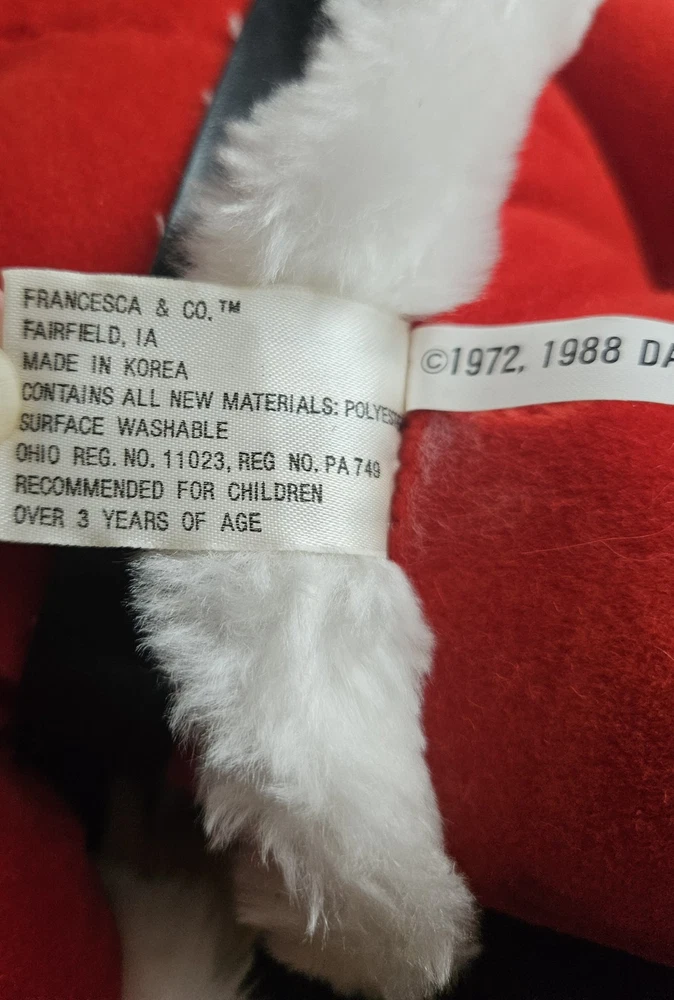 FRANCESCA & CO.™
FAIRFIELD, IA
MADE IN KOREA
CONTAINS ALL NEW MATERIALS:
SURFACE WASHABLE
OHIO REG. NO. 11023, REG NO. PA 749
RECOMMENDED FOR CHILDREN
OVER 3 YEARS OF AGE
©1972, 1988